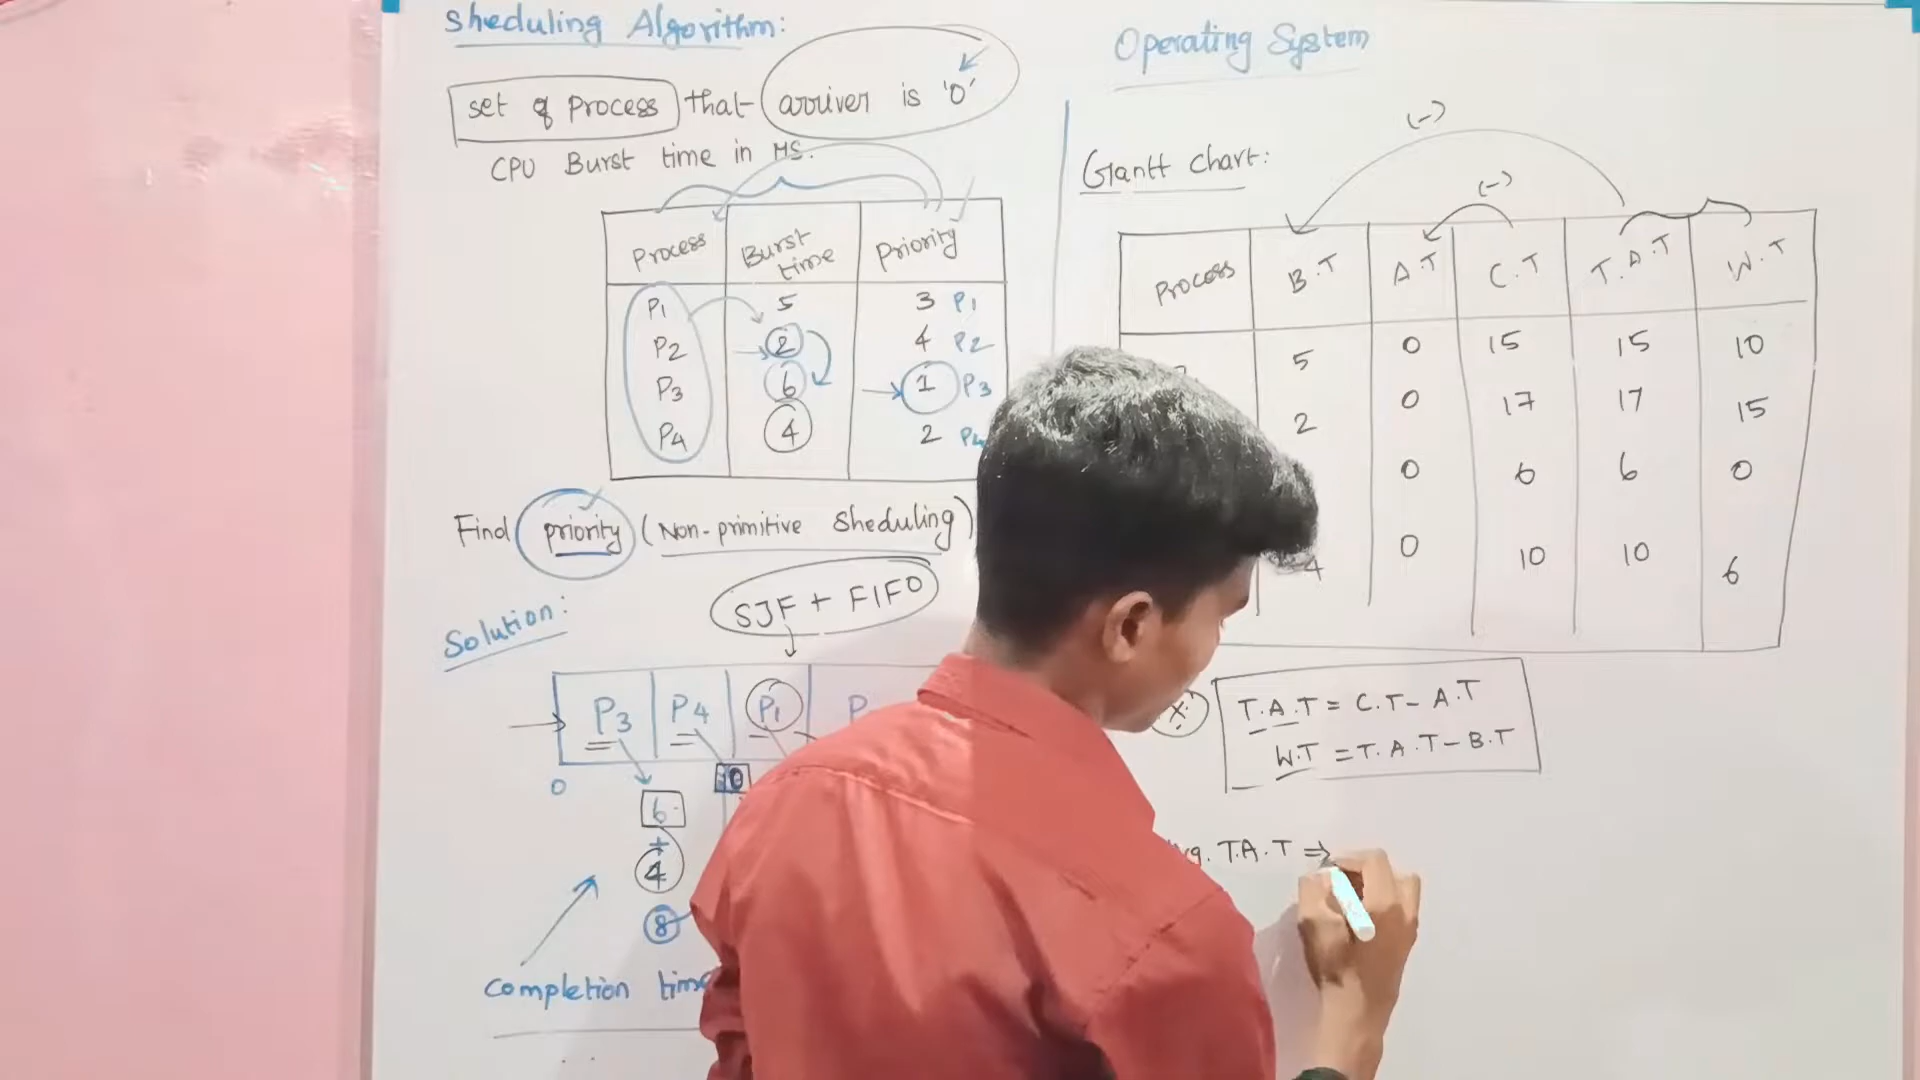 Sheduling Algorithm:
set of process that arriver is '0'
CPU Burst time in MS.
Process Burst time Priority
P1 5 3 P1
P2 2 4 P2
P3 6 1 P3
P4 4 2 P4
Find priority (Non-primitive Sheduling)
SJF + FIFO
Solution:
P3 P4 P1 P
0
6
+
4
8
Completion time
Operating System
Gantt chart:
(-)
(-)
Process B.T A.T C.T T.A.T W.T
5 0 15 15 10
2 0 17 17 15
0 6 6 0
4 0 10 10 6
T.A.T = C.T - A.T
W.T = T.A.T - B.T
T.A.T ⇒